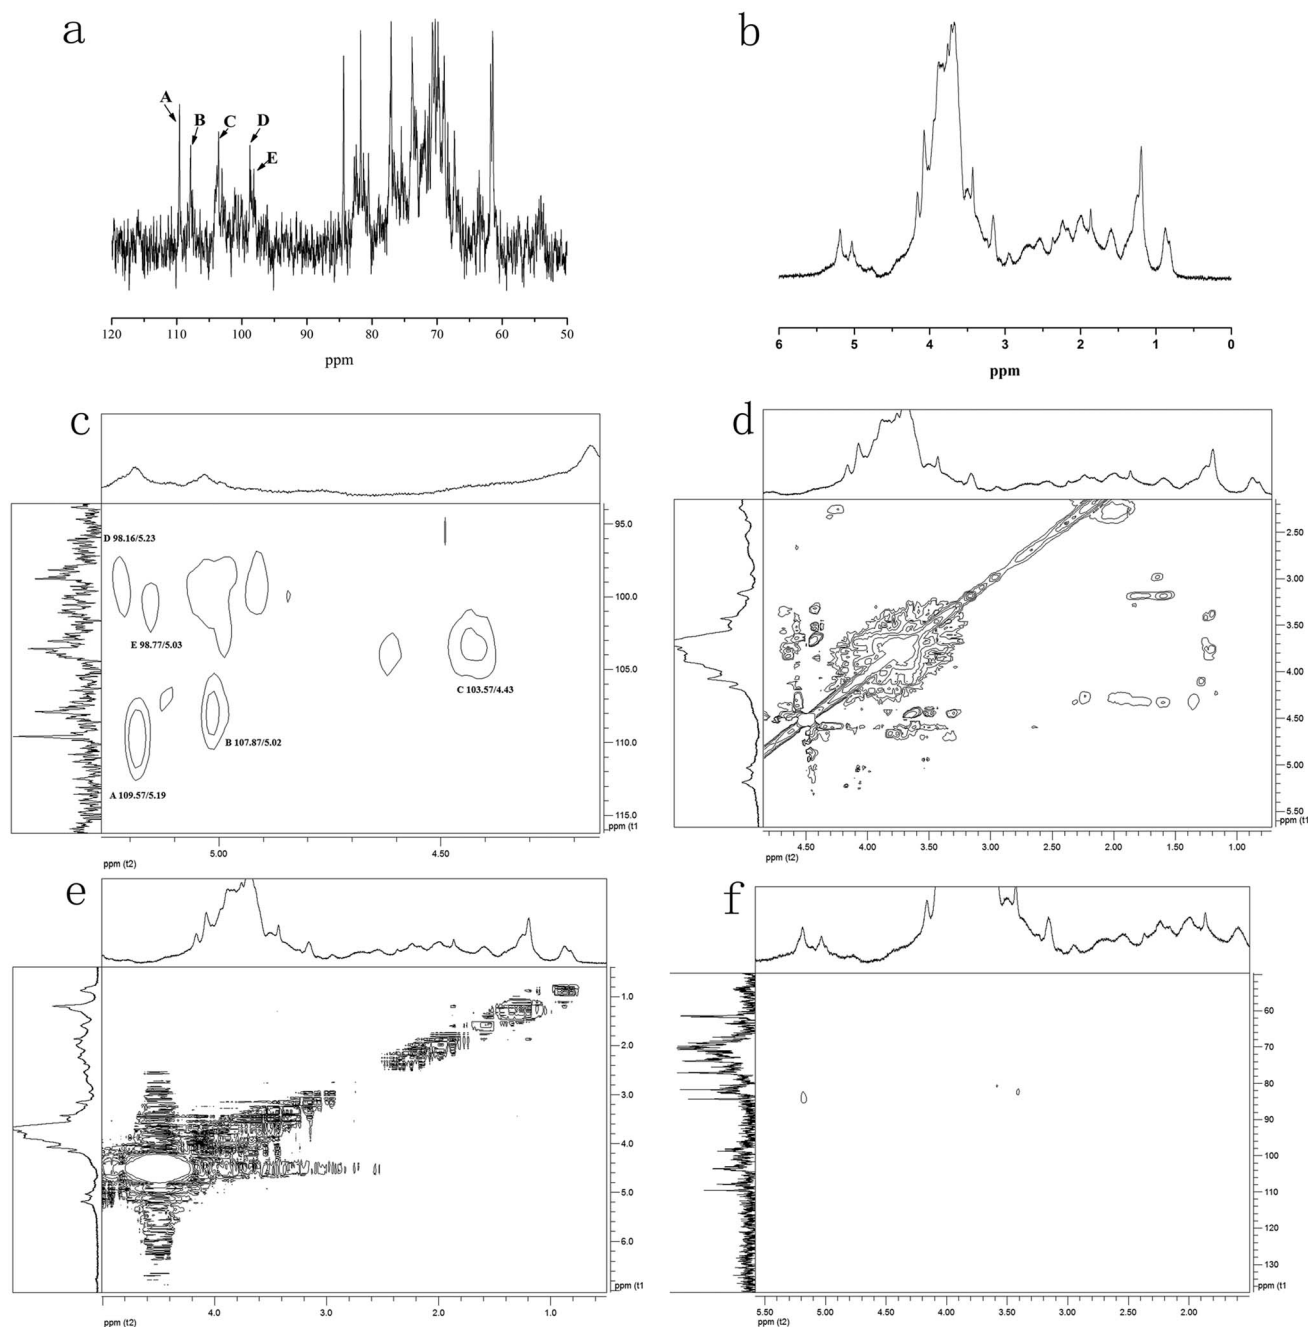 a
A
B
C
D
E
120 110 100 90 80 70 60 50
ppm
b
6 5 4 3 2 1 0
ppm
c
D 98.16/5.23
E 98.77/5.03
C 103.57/4.43
B 107.87/5.02
A 109.57/5.19
95.0
100.0
105.0
110.0
115.0
ppm (t1
5.00 4.50
ppm (t2)
d
2.50
3.00
3.50
4.00
4.50
5.00
5.50
ppm (t1
4.50 4.00 3.50 3.00 2.50 2.00 1.50 1.00
ppm (t2)
e
1.0
2.0
3.0
4.0
5.0
6.0
ppm (t1
5.0 4.0 3.0 2.0 1.0
ppm (t2)
f
60
70
80
90
100
110
120
130
ppm (t1
5.50 5.00 4.50 4.00 3.50 3.00 2.50 2.00
ppm (t2)